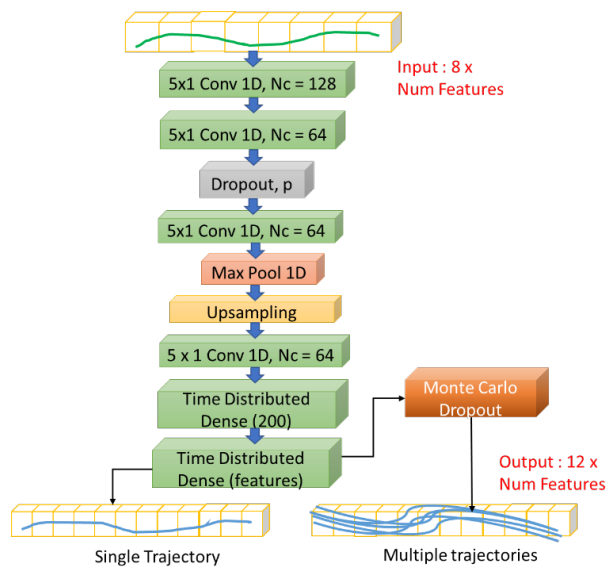 Input : 8 x
Num Features
5x1 Conv 1D, Nc = 128
5x1 Conv 1D, Nc = 64
Dropout, p
5x1 Conv 1D, Nc = 64
Max Pool 1D
Upsampling
5 x 1 Conv 1D, Nc = 64
Time Distributed
Dense (200)
Monte Carlo
Dropout
Time Distributed
Dense (features)
Output : 12 x
Num Features
Single Trajectory
Multiple trajectories